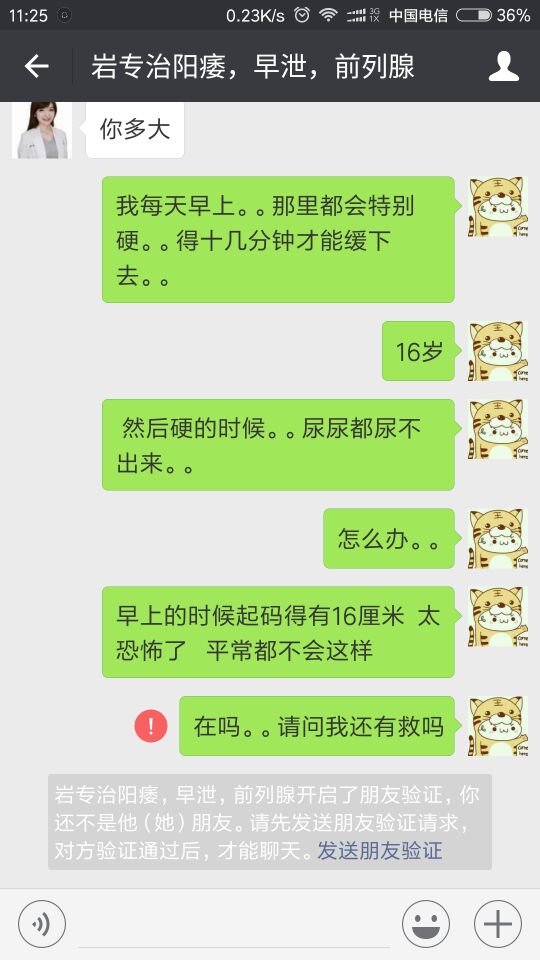 11:25 0.23K/s 3G 1X 中国电信 36%
岩专治阳痿，早泄，前列腺
你多大
我每天早上。。那里都会特别
硬。。得十几分钟才能缓下
去。。
16岁
然后硬的时候。。尿尿都尿不
出来。。
怎么办。。
早上的时候起码得有16厘米 太
恐怖了 平常都不会这样
! 在吗。。请问我还有救吗
岩专治阳痿，早泄，前列腺开启了朋友验证，你
还不是他（她）朋友。请先发送朋友验证请求，
对方验证通过后，才能聊天。发送朋友验证